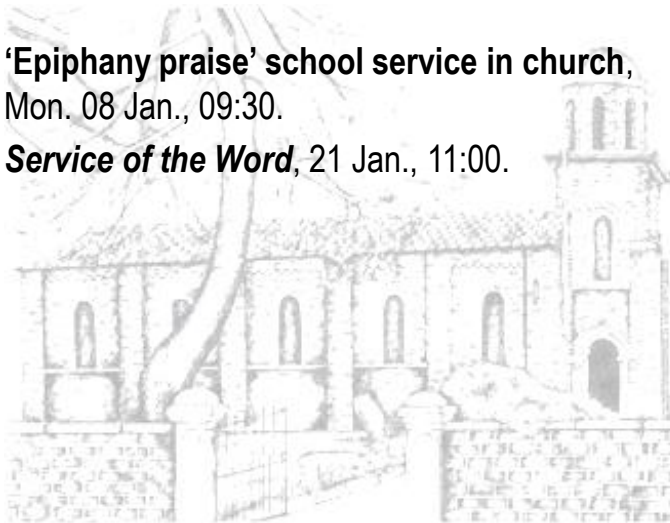 ‘Epiphany praise’ school service in church,
Mon. 08 Jan., 09:30.
Service of the Word, 21 Jan., 11:00.